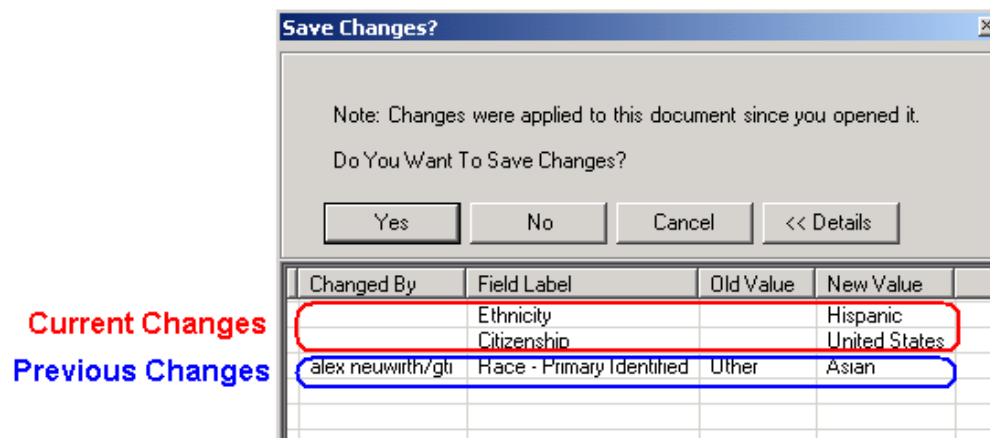 Save Changes?
Note: Changes were applied to this document since you opened it.
Do You Want To Save Changes?
Yes No Cancel << Details
Changed By Field Label Old Value New Value
Current Changes
Ethnicity Hispanic
Citizenship United States
Previous Changes
alex neuwirth/gti Race - Primary Identified Other Asian